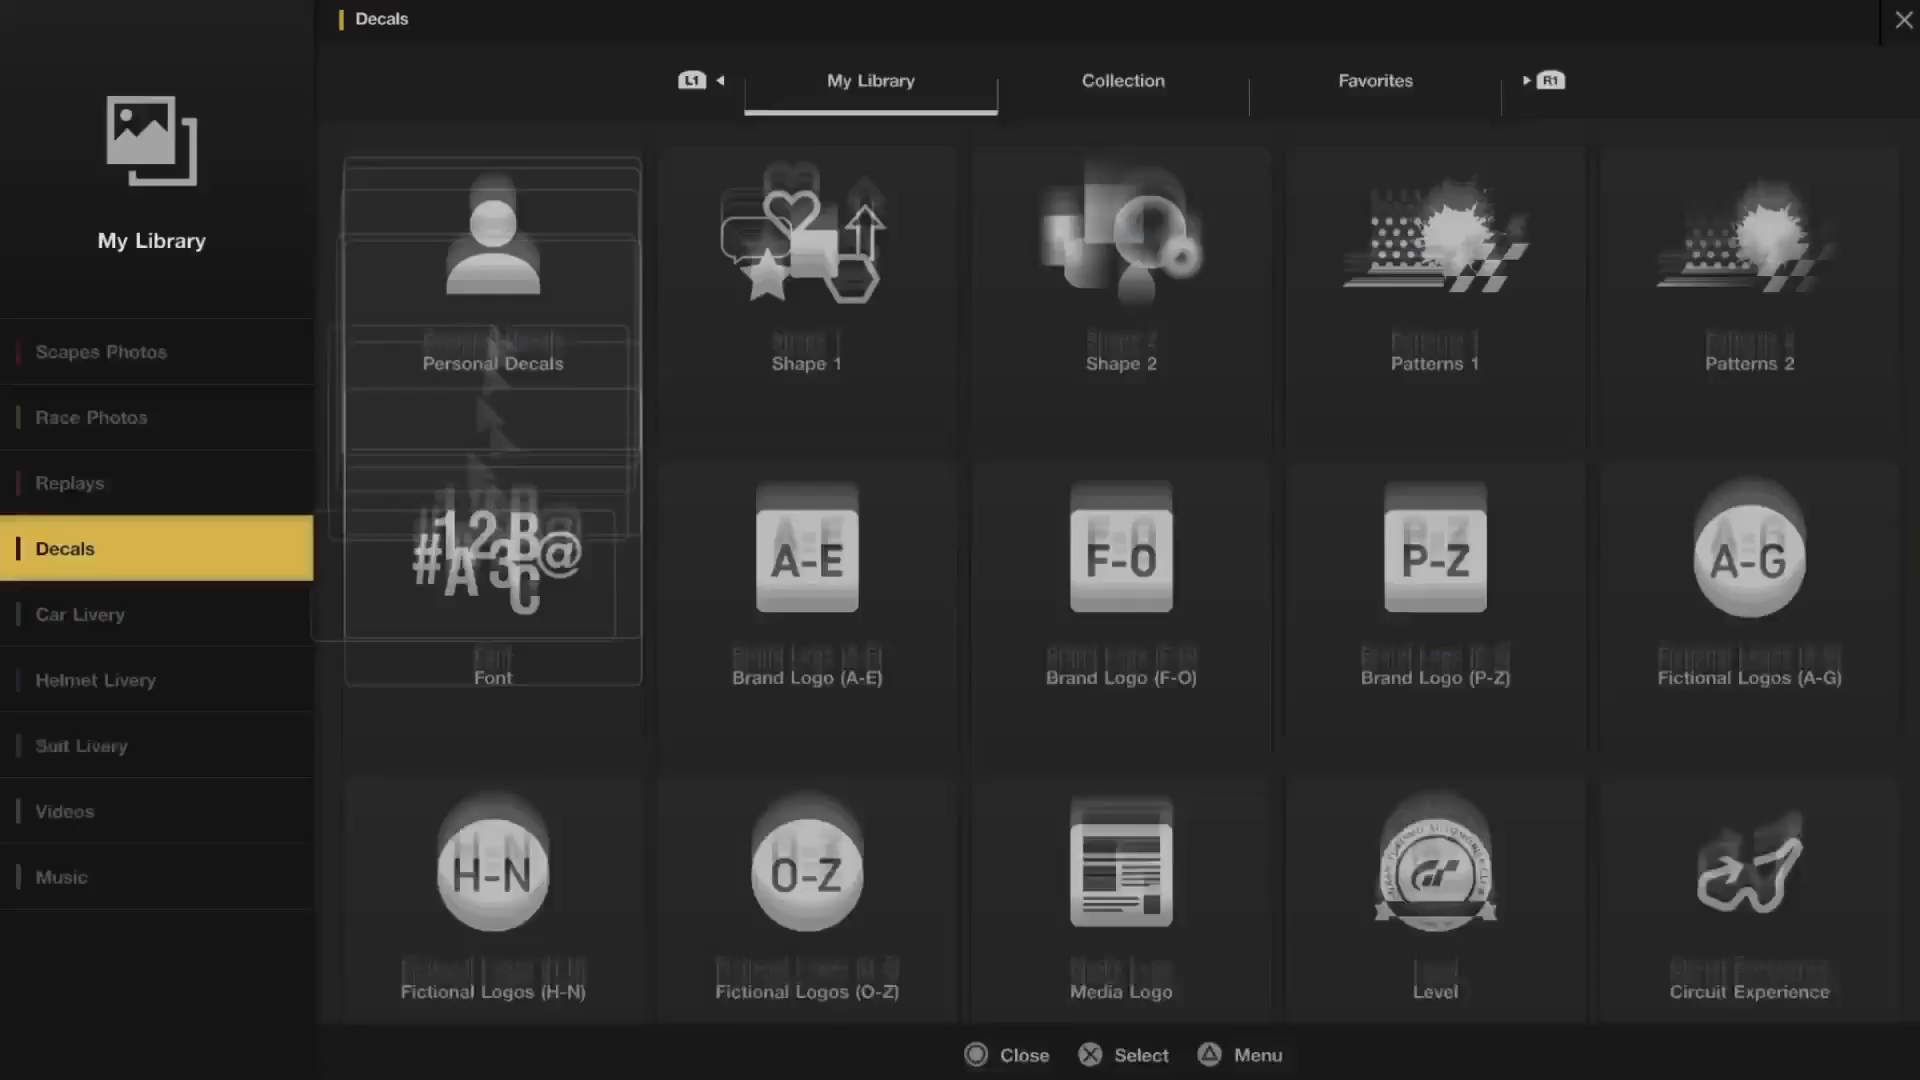 Decals
L1
My Library
Collection
Favorites
R1
My Library
Scapes Photos
Race Photos
Replays
Decals
Car Livery
Helmet Livery
Suit Livery
Videos
Music
Personal Decals
Shape 1
Shape 2
Patterns 1
Patterns 2
#A123BC@
Font
A-E
Brand Logo (A-E)
F-O
Brand Logo (F-O)
P-Z
Brand Logo (P-Z)
A-G
Fictional Logos (A-G)
H-N
Fictional Logos (H-N)
O-Z
Fictional Logos (O-Z)
Media Logo
GT
Level
Circuit Experience
Close
Select
Menu